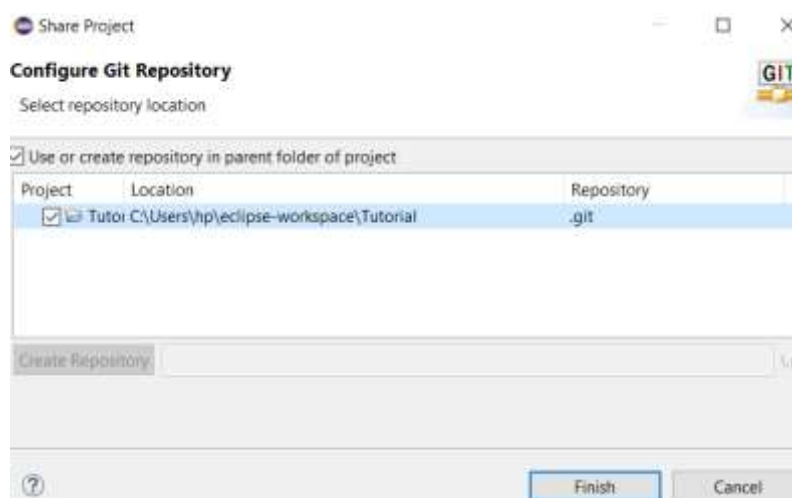 Share Project
Configure Git Repository
GIT
Select repository location
Use or create repository in parent folder of project
Project Location Repository
Tutor C:\Users\hp\eclipse-workspace\Tutorial .git
Create Repository
Finish Cancel